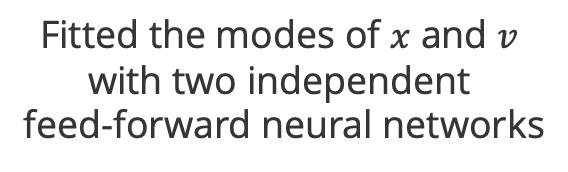 Fitted the modes of x and v
with two independent
feed-forward neural networks